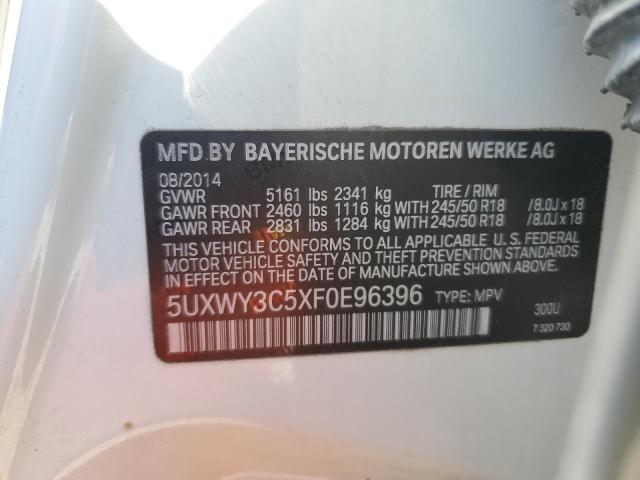 MFD.BY BAYERISCHE MOTOREN WERKE AG
08/2014
GVWR 5161 lbs 2341 kg TIRE / RIM
GAWR FRONT 2460 lbs 1116 kg WITH 245/50 R18 /8.0J x 18
GAWR REAR 2831 lbs 1284 kg WITH 245/50 R18 /8.0J x 18
THIS VEHICLE CONFORMS TO ALL APPLICABLE U. S. FEDERAL
MOTOR VEHICLE SAFETY AND THEFT PREVENTION STANDARDS
IN EFFECT ON THE DATE OF MANUFACTURE SHOWN ABOVE.
5UXWY3C5XF0E96396 TYPE: MPV
300U
7 320 730